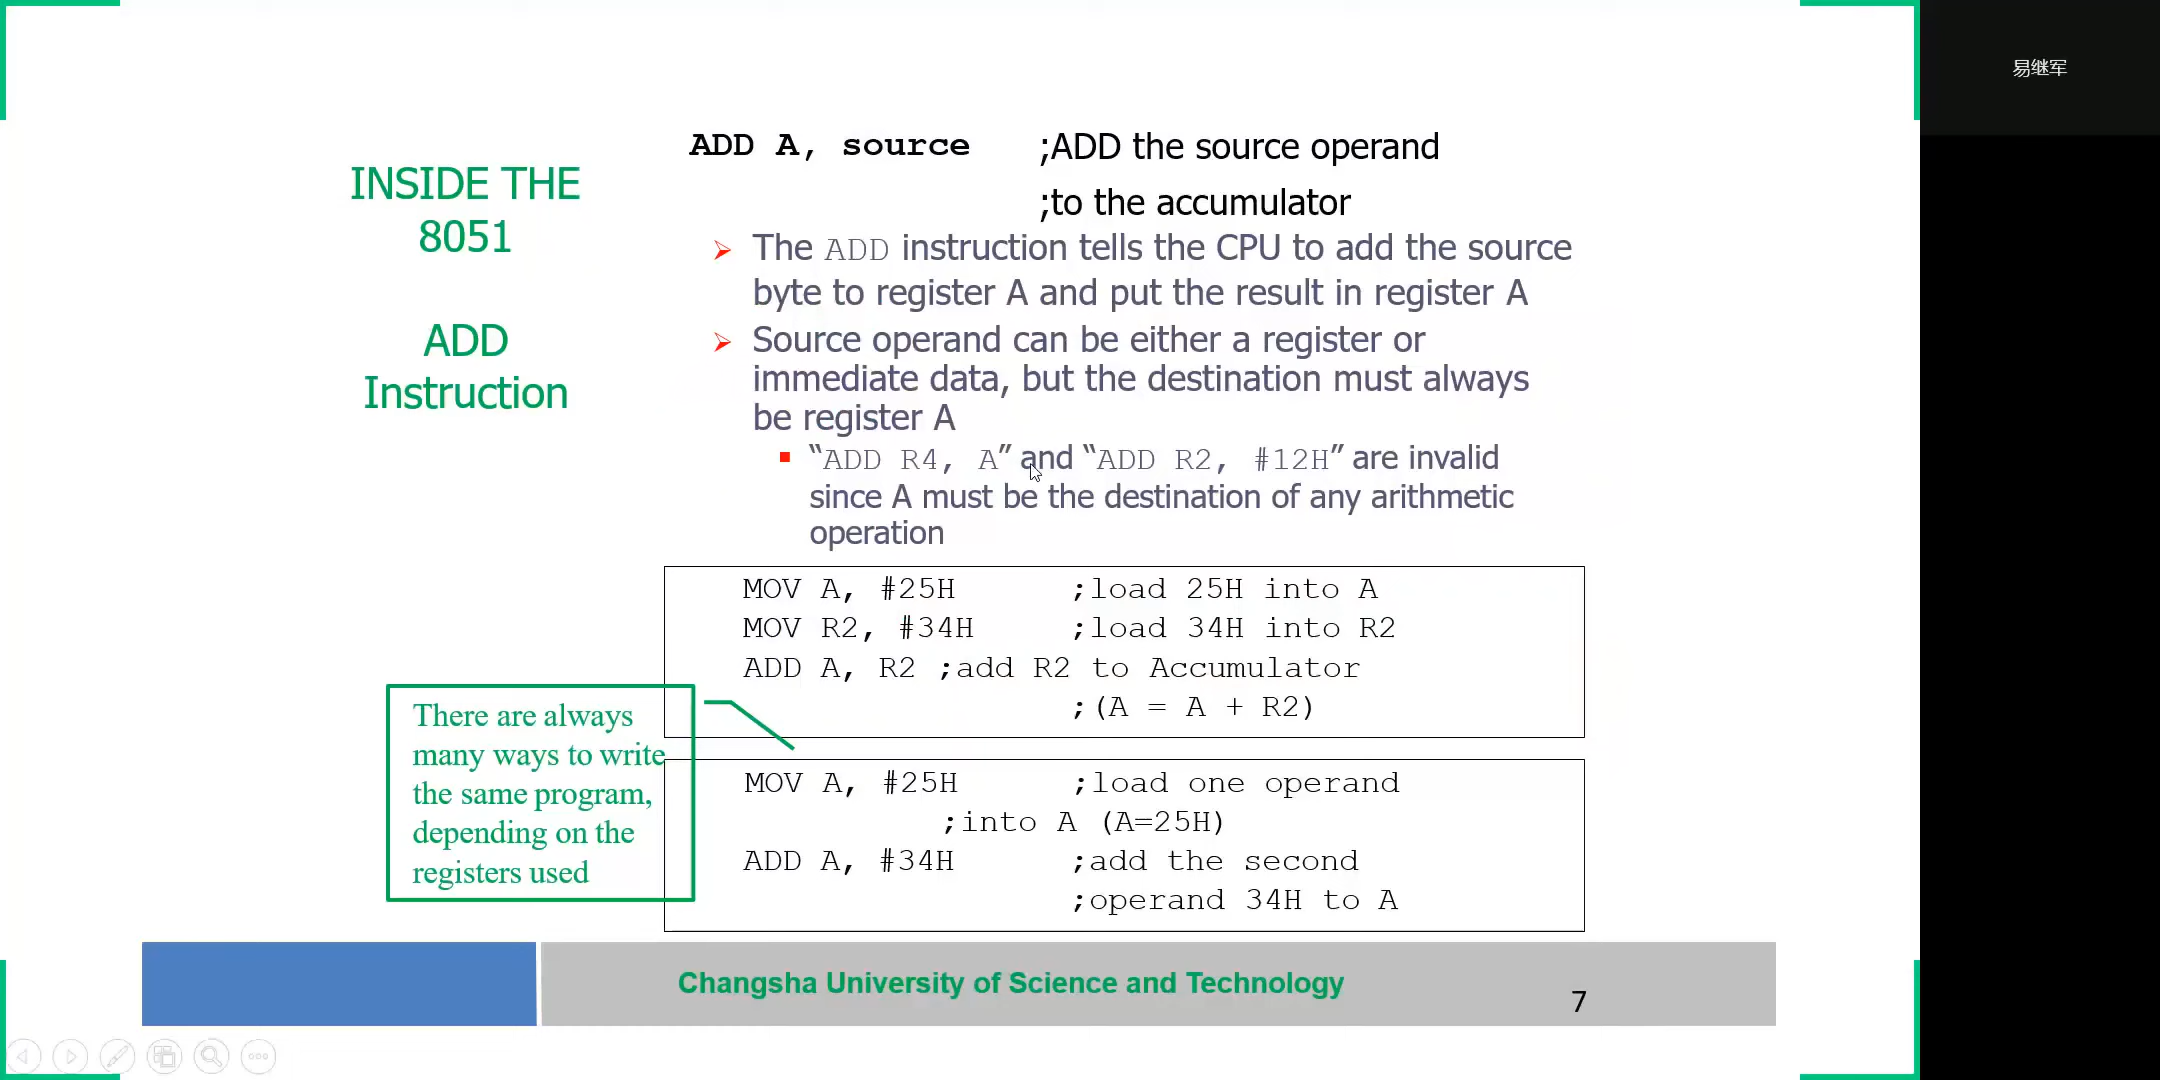 易继军
INSIDE THE
8051
ADD
Instruction
ADD A, source ;ADD the source operand
;to the accumulator
The ADD instruction tells the CPU to add the source
byte to register A and put the result in register A
Source operand can be either a register or
immediate data, but the destination must always
be register A
“ADD R4, A” and “ADD R2, #12H” are invalid
since A must be the destination of any arithmetic
operation
MOV A, #25H ;load 25H into A
MOV R2, #34H ;load 34H into R2
ADD A, R2 ;add R2 to Accumulator
;(A = A + R2)
There are always
many ways to write
the same program,
depending on the
registers used
MOV A, #25H ;load one operand
;into A (A=25H)
ADD A, #34H ;add the second
;operand 34H to A
Changsha University of Science and Technology
7